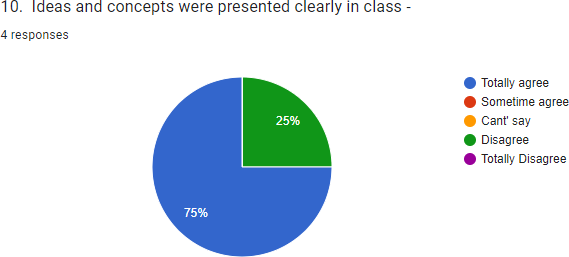 10. Ideas and concepts were presented clearly in class -
4 responses
Totally agree
Sometime agree
Cant' say
Disagree
Totally Disagree
25%
75%